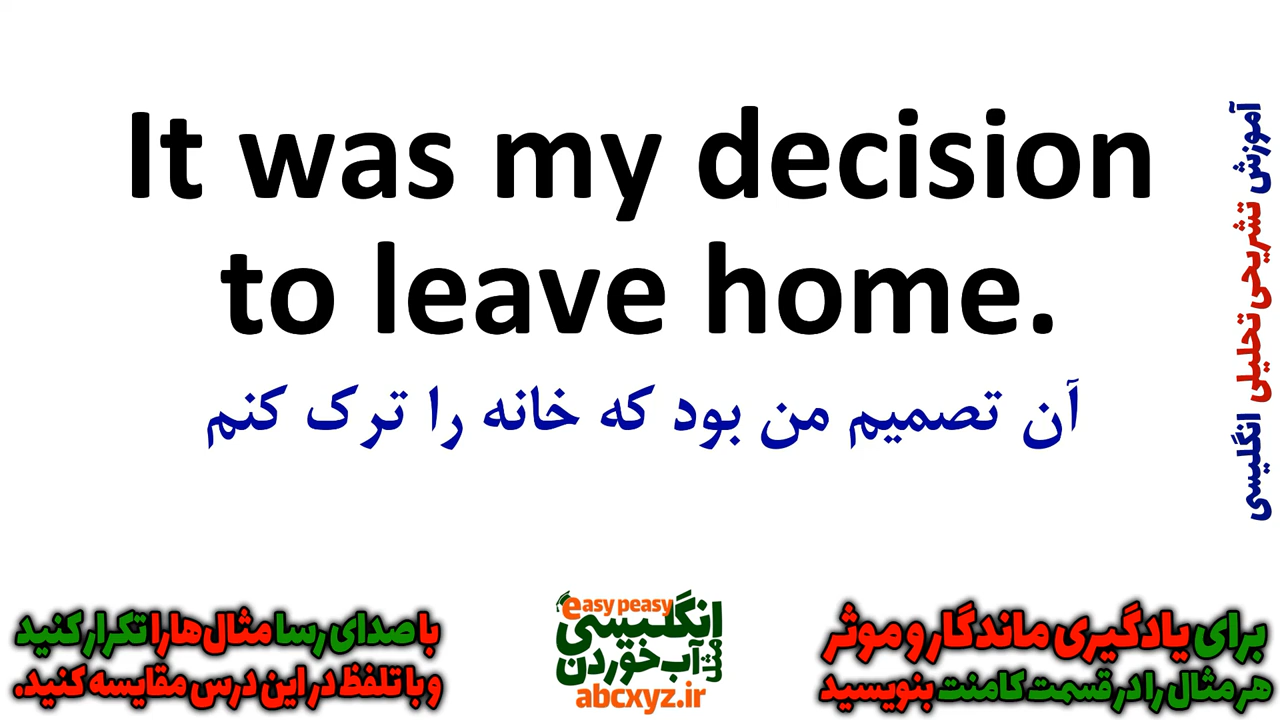 It was my decision
to leave home.
آن تصمیم من بود که خانه را ترک کنم
آموزش تشریحی تحلیلی انگلیسی
برای یادگیری ماندگار و موثر
هر مثال را در قسمت کامنت بنویسید
easy peasy
انگلیسی
مثل آب خوردن
abcxyz.ir
با صدای رسا مثال‌ها را تکرار کنید
و با تلفظ در این درس مقایسه کنید.